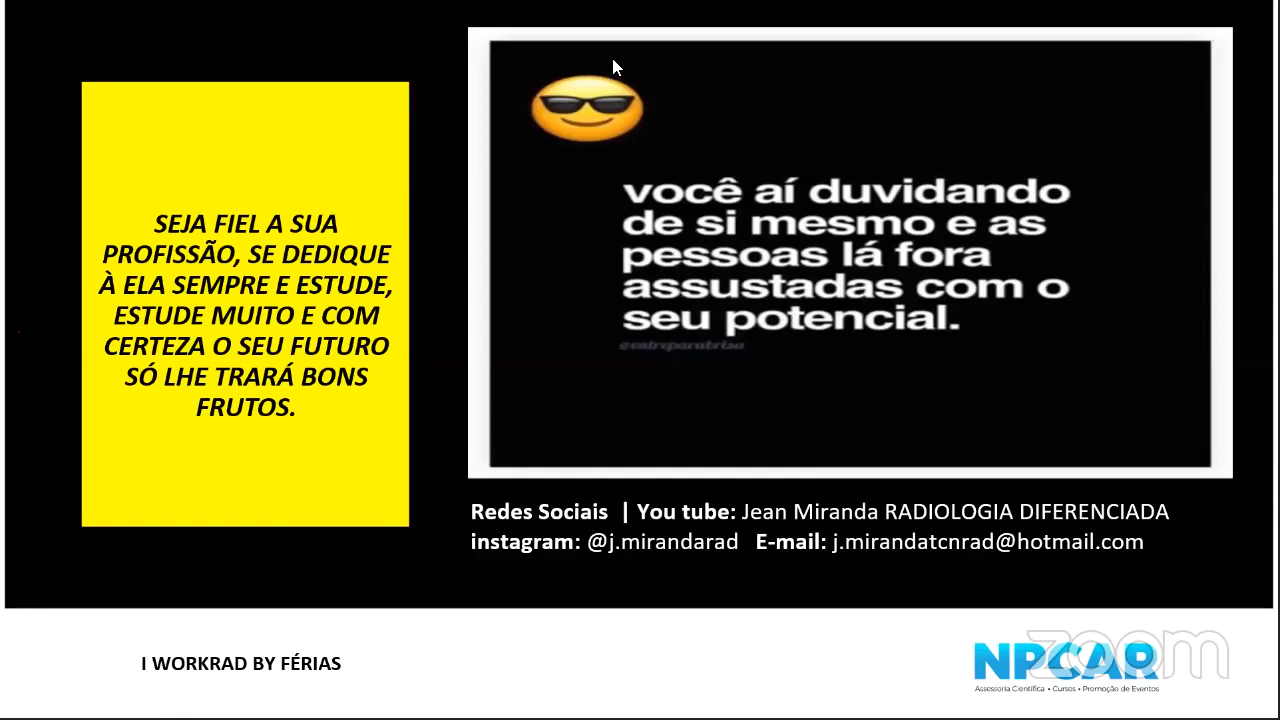 SEJA FIEL A SUA
PROFISSÃO, SE DEDIQUE
À ELA SEMPRE E ESTUDE,
ESTUDE MUITO E COM
CERTEZA O SEU FUTURO
SÓ LHE TRARÁ BONS
FRUTOS.
você aí duvidando
de si mesmo e as
pessoas lá fora
assustadas com o
seu potencial.
@entreparabrisa
Redes Sociais | You tube: Jean Miranda RADIOLOGIA DIFERENCIADA
instagram: @j.mirandarad E-mail: j.mirandatcnrad@hotmail.com
I WORKRAD BY FÉRIAS
NPCAR
zoom
Assessoria Científica • Cursos • Promoção de Eventos